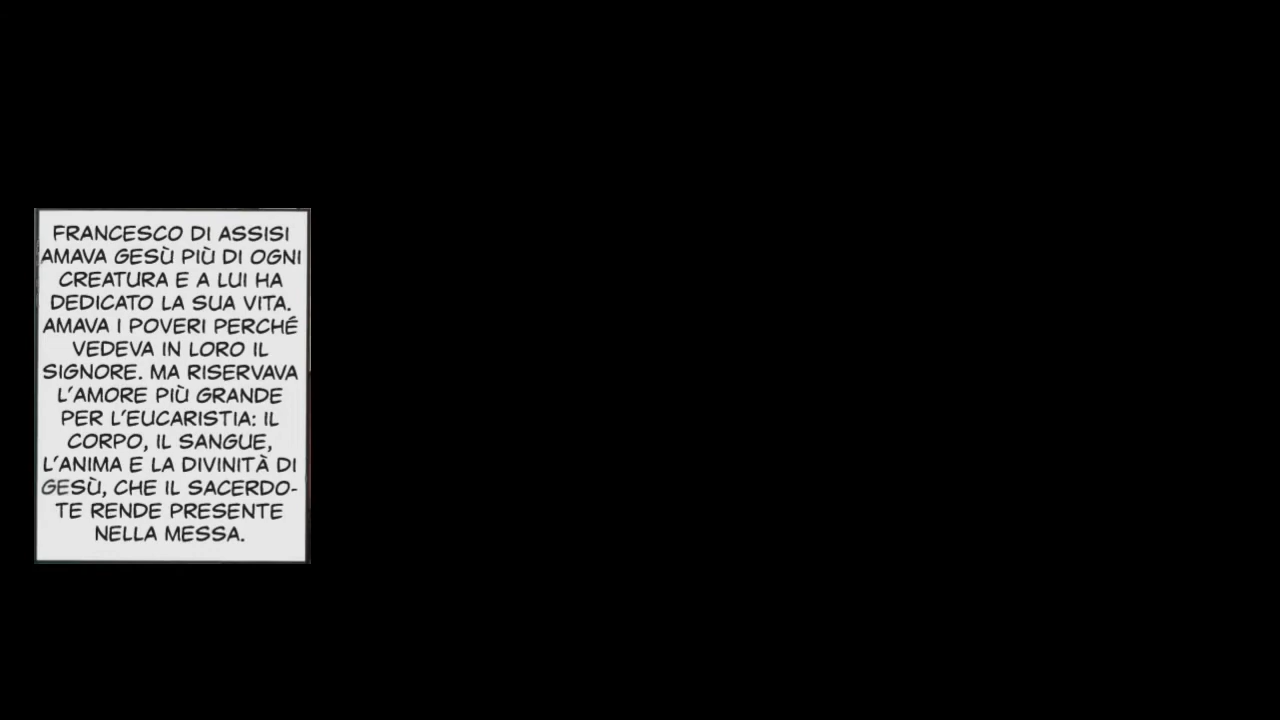 FRANCESCO DI ASSISI
AMAVA GESÙ PIÙ DI OGNI
CREATURA E A LUI HA
DEDICATO LA SUA VITA.
AMAVA I POVERI PERCHÉ
VEDEVA IN LORO IL
SIGNORE. MA RISERVAVA
L'AMORE PIÙ GRANDE
PER L'EUCARISTIA: IL
CORPO, IL SANGUE,
L'ANIMA E LA DIVINITÀ DI
GESÙ, CHE IL SACERDO-
TE RENDE PRESENTE
NELLA MESSA.